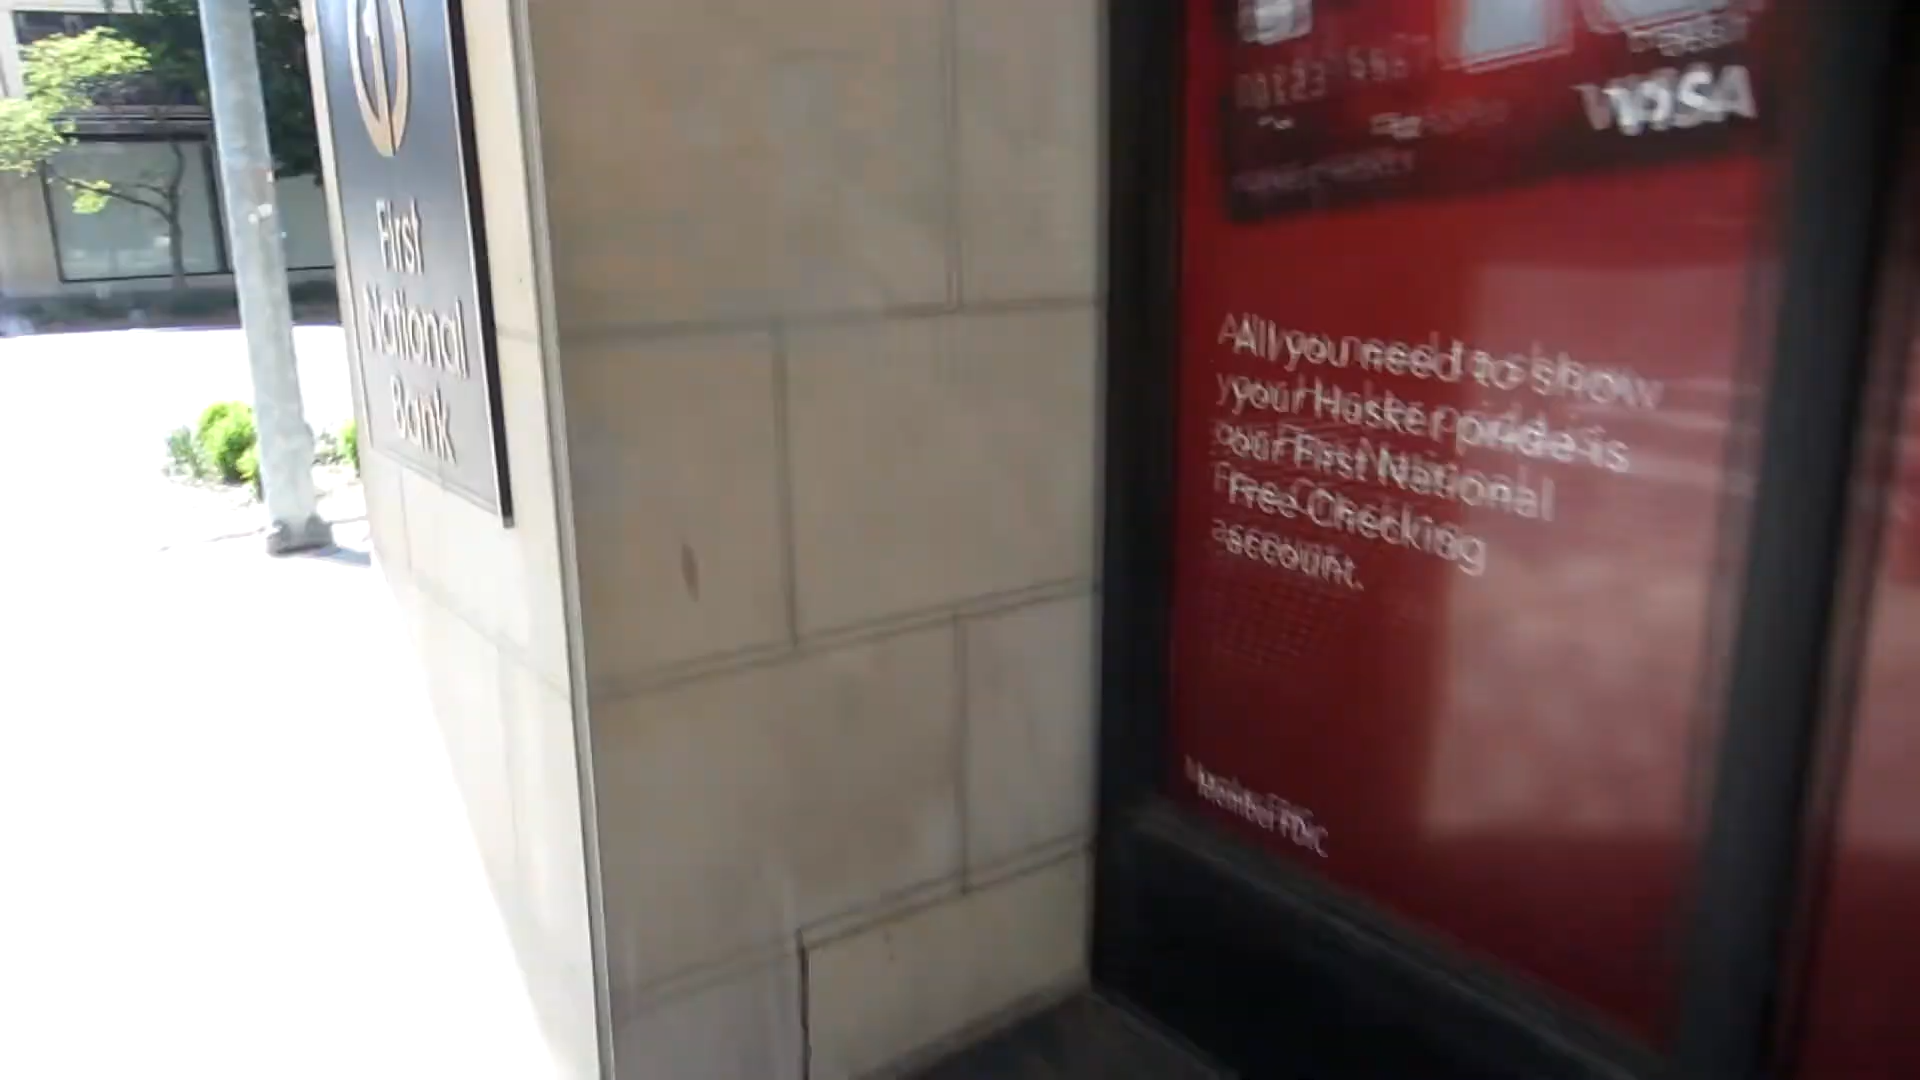 First
National
Bank
VISA
All you need to show
your Husker pride is
our First National
Free Checking
account.
Member FDIC